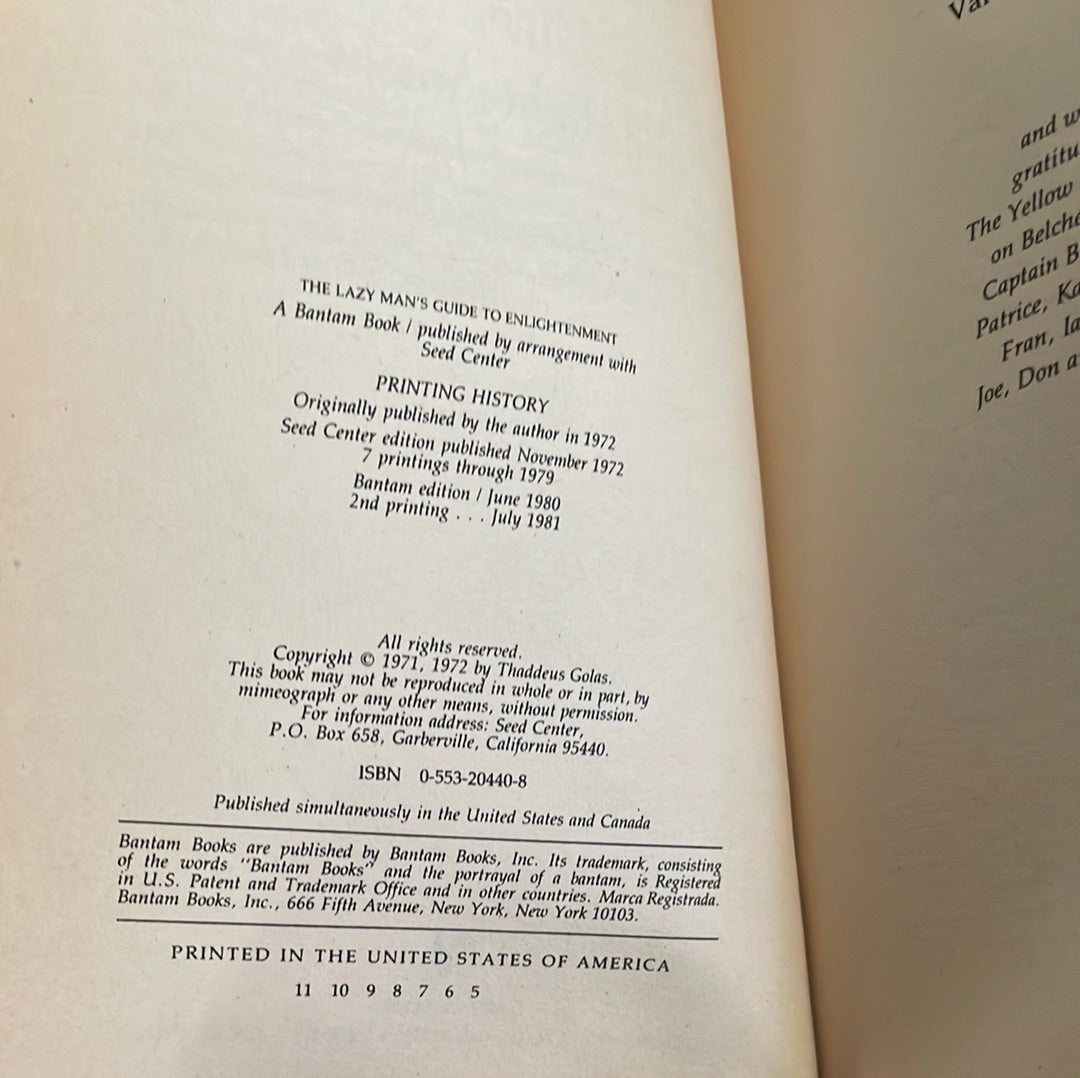 THE LAZY MAN'S GUIDE TO ENLIGHTENMENT
A Bantam Book / published by arrangement with
Seed Center
PRINTING HISTORY
Originally published by the author in 1972
Seed Center edition published November 1972
7 printings through 1979
Bantam edition / June 1980
2nd printing . . . July 1981
All rights reserved.
Copyright © 1971, 1972 by Thaddeus Golas.
This book may not be reproduced in whole or in part, by
mimeograph or any other means, without permission.
For information address: Seed Center,
P.O. Box 658, Garberville, California 95440.
ISBN 0-553-20440-8
Published simultaneously in the United States and Canada
Bantam Books are published by Bantam Books, Inc. Its trademark, consisting
of the words "Bantam Books" and the portrayal of a bantam, is Registered
in U.S. Patent and Trademark Office and in other countries. Marca Registrada.
Bantam Books, Inc., 666 Fifth Avenue, New York, New York 10103.
PRINTED IN THE UNITED STATES OF AMERICA
11 10 9 8 7 6 5
and
The Yellow
on
Captain
Patrice,
Fran,
Joe, Don